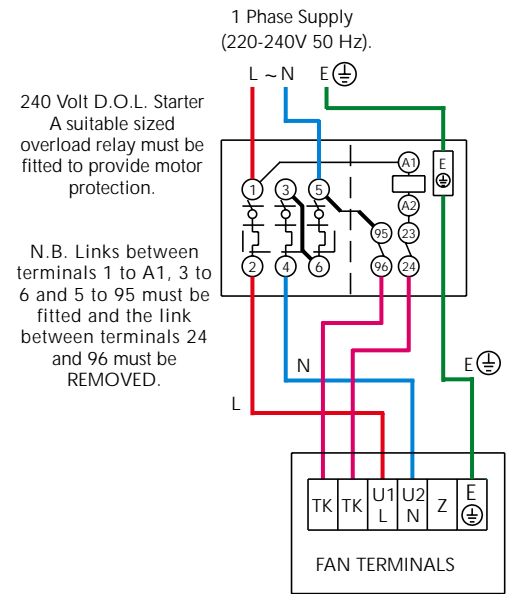 1 Phase Supply
(220-240V 50 Hz).
L ~ N E
240 Volt D.O.L. Starter
A suitable sized
overload relay must be
fitted to provide motor
protection.
N.B. Links between
terminals 1 to A1, 3 to
6 and 5 to 95 must be
fitted and the link
between terminals 24
and 96 must be
REMOVED.
A1 E
1 3 5
A2
95 23
2 4 6 96 24
N E
L
TK TK U1 U2 Z E
L N
FAN TERMINALS